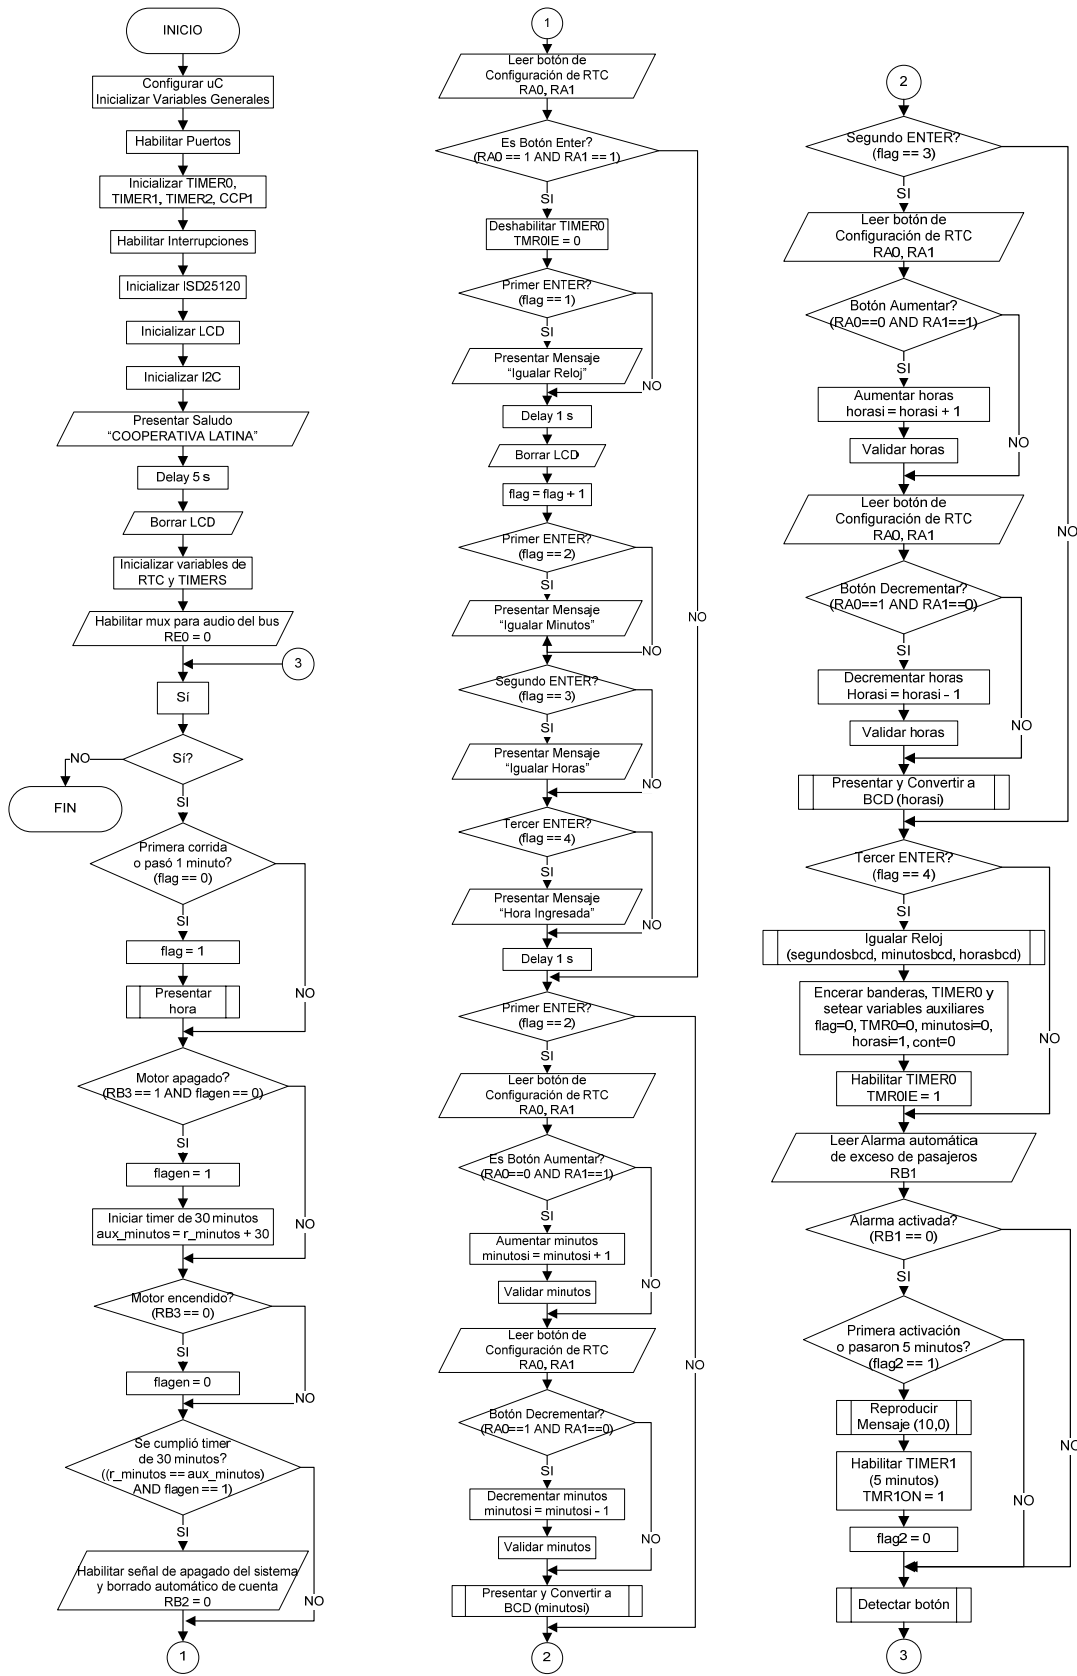 INICIO
Configurar uC
Inicializar Variables Generales
Habilitar Puertos
Inicializar TIMER0,
TIMER1, TIMER2, CCP1
Habilitar Interrupciones
Inicializar ISD25120
Inicializar LCD
Inicializar I2C
Presentar Saludo
“COOPERATIVA LATINA”
Delay 5 s
Borrar LCD
Inicializar variables de
RTC y TIMERS
Habilitar mux para audio del bus
RE0 = 0
3
Sí
Sí?
NO
FIN
SI
Primera corrida
o pasó 1 minuto?
(flag == 0)
SI
flag = 1
NO
Presentar
hora
Motor apagado?
(RB3 == 1 AND flagen == 0)
SI
flagen = 1
Iniciar timer de 30 minutos
aux_minutos = r_minutos + 30
NO
Motor encendido?
(RB3 == 0)
SI
flagen = 0
NO
Se cumplió timer
de 30 minutos?
((r_minutos == aux_minutos)
AND flagen == 1)
SI
Habilitar señal de apagado del sistema
y borrado automático de cuenta
RB2 = 0
NO
1
1
Leer botón de
Configuración de RTC
RA0, RA1
Es Botón Enter?
(RA0 == 1 AND RA1 == 1)
SI
Deshabilitar TIMER0
TMR0IE = 0
Primer ENTER?
(flag == 1)
SI
Presentar Mensaje
“Igualar Reloj”
NO
Delay 1 s
Borrar LCD
flag = flag + 1
Primer ENTER?
(flag == 2)
SI
Presentar Mensaje
“Igualar Minutos”
NO
NO
Segundo ENTER?
(flag == 3)
SI
Presentar Mensaje
“Igualar Horas”
NO
Tercer ENTER?
(flag == 4)
SI
Presentar Mensaje
“Hora Ingresada”
NO
Delay 1 s
Primer ENTER?
(flag == 2)
SI
Leer botón de
Configuración de RTC
RA0, RA1
Es Botón Aumentar?
(RA0==0 AND RA1==1)
SI
Aumentar minutos
minutosi = minutosi + 1
NO
Validar minutos
Leer botón de
Configuración de RTC
RA0, RA1
NO
Botón Decrementar?
(RA0==1 AND RA1==0)
SI
Decrementar minutos
minutosi = minutosi - 1
NO
Validar minutos
Presentar y Convertir a
BCD (minutosi)
2
2
Segundo ENTER?
(flag == 3)
SI
Leer botón de
Configuración de RTC
RA0, RA1
Botón Aumentar?
(RA0==0 AND RA1==1)
SI
Aumentar horas
horasi = horasi + 1
NO
Validar horas
Leer botón de
Configuración de RTC
RA0, RA1
NO
Botón Decrementar?
(RA0==1 AND RA1==0)
SI
Decrementar horas
Horasi = horasi - 1
NO
Validar horas
Presentar y Convertir a
BCD (horasi)
Tercer ENTER?
(flag == 4)
SI
Igualar Reloj
(segundosbcd, minutosbcd, horasbcd)
Encerar banderas, TIMER0 y
setear variables auxiliares
flag=0, TMR0=0, minutosi=0,
horasi=1, cont=0
NO
Habilitar TIMER0
TMR0IE = 1
Leer Alarma automática
de exceso de pasajeros
RB1
Alarma activada?
(RB1 == 0)
SI
Primera activación
o pasaron 5 minutos?
(flag2 == 1)
Reproducir
Mensaje (10,0)
NO
Habilitar TIMER1
(5 minutos)
TMR1ON = 1
NO
flag2 = 0
Detectar botón
3